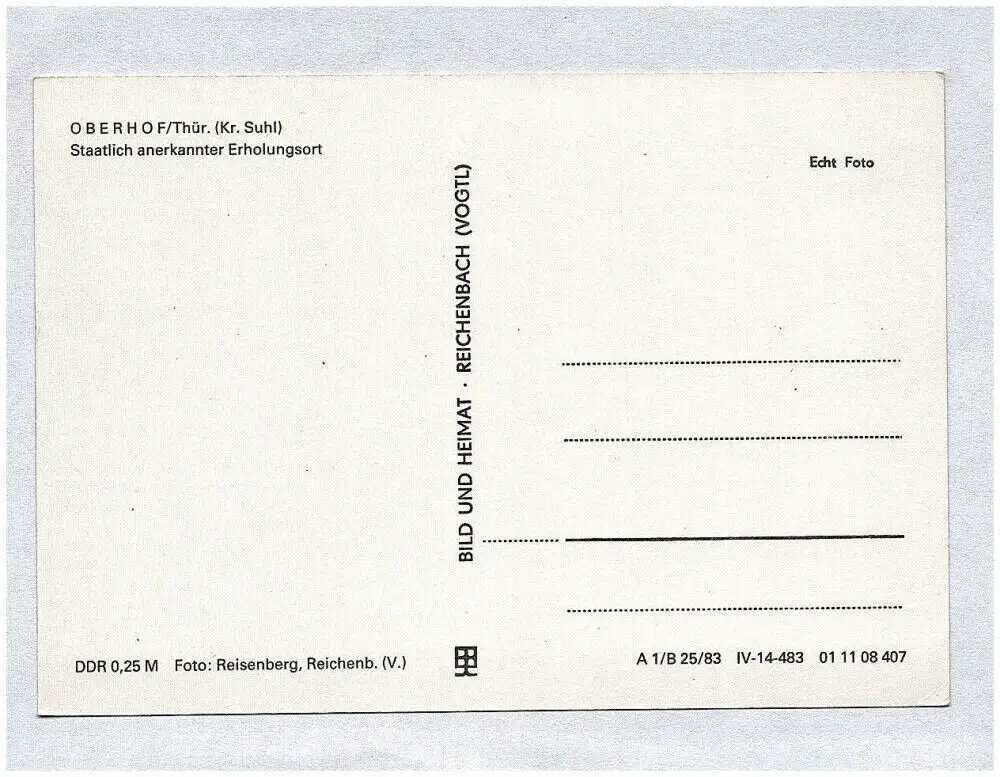 O B E R H O F/Thür. (Kr. Suhl)
Staatlich anerkannter Erholungsort
Echt Foto
BILD UND HEIMAT · REICHENBACH (VOGTL)
DDR 0,25 M Foto: Reisenberg, Reichenb. (V.)
A 1/B 25/83 IV-14-483 01 11 08 407